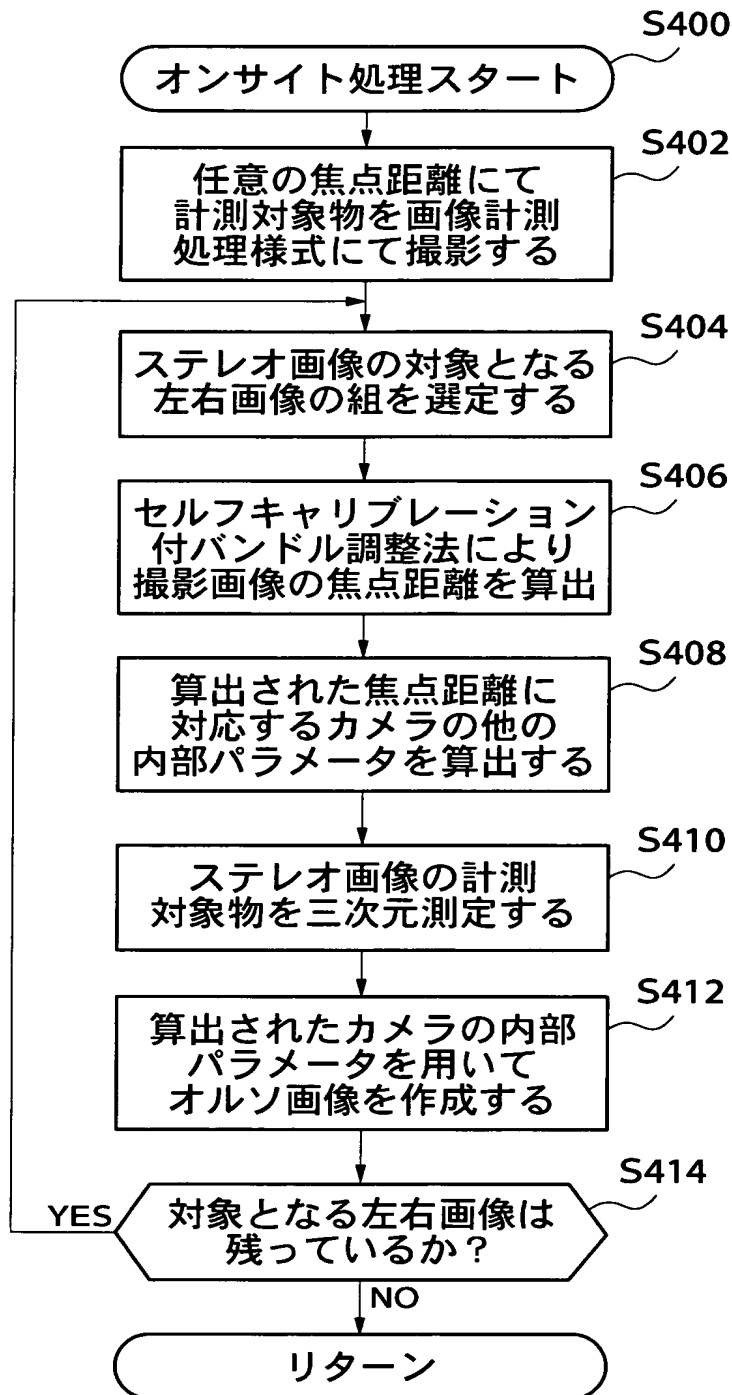 S400
オンサイト処理スタート
S402
任意の焦点距離にて
計測対象物を画像計測
処理様式にて撮影する
S404
ステレオ画像の対象となる
左右画像の組を選定する
S406
セルフキャリブレーション
付バンドル調整法により
撮影画像の焦点距離を算出
S408
算出された焦点距離に
対応するカメラの他の
内部パラメータを算出する
S410
ステレオ画像の計測
対象物を三次元測定する
S412
算出されたカメラの内部
パラメータを用いて
オルソ画像を作成する
S414
対象となる左右画像は
残っているか？
YES
NO
リターン